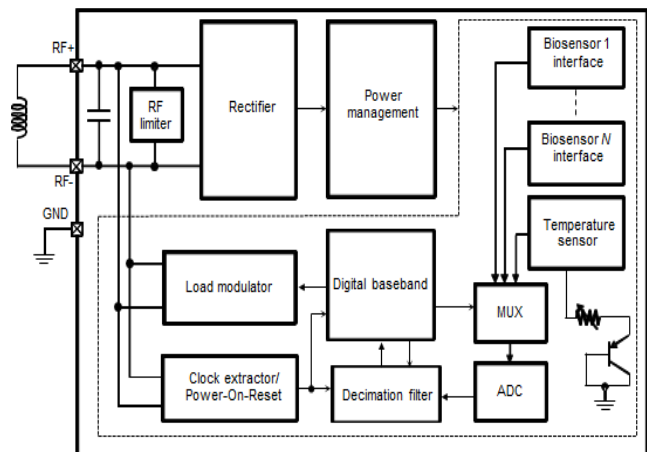 RF+
RF-
GND
RF
limiter
Rectifier
Power
management
Biosensor 1
interface
Biosensor N
interface
Temperature
sensor
Load modulator
Digital baseband
MUX
Clock extractor/
Power-On-Reset
Decimation filter
ADC